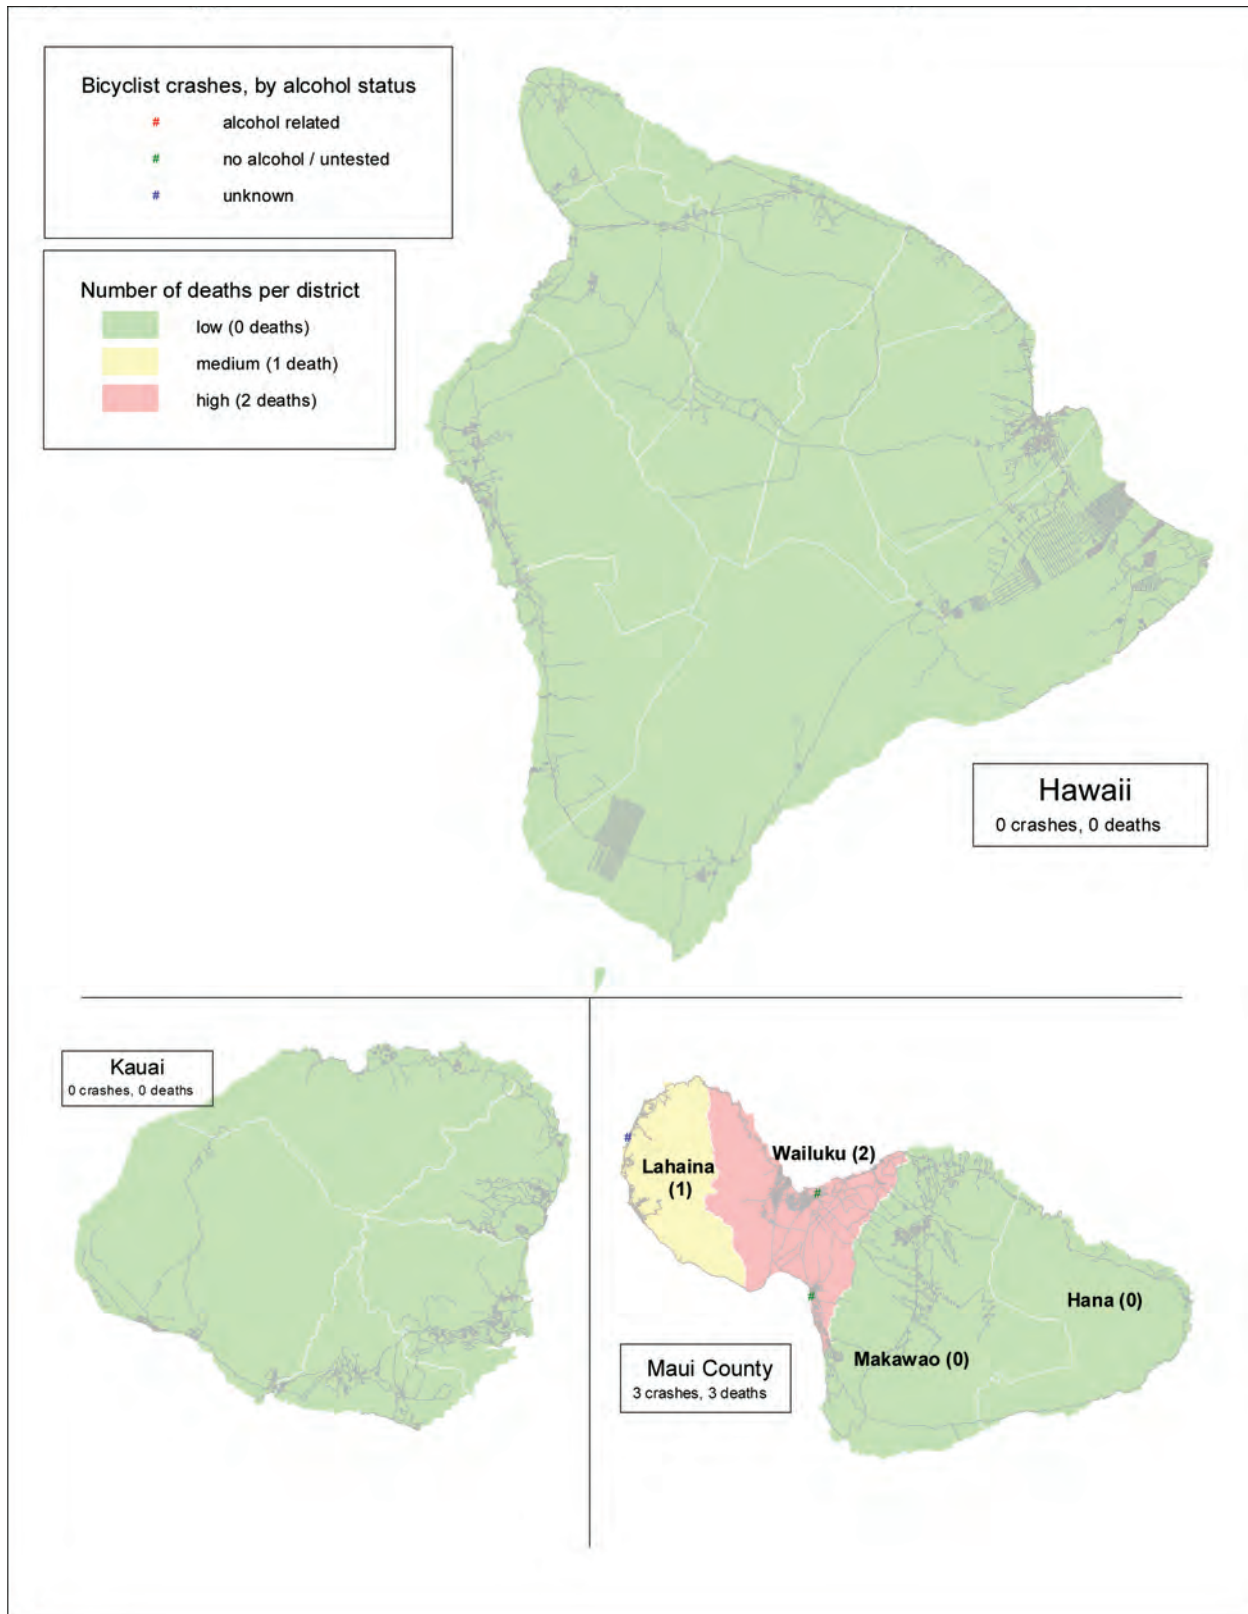 Bicyclist crashes, by alcohol status
# alcohol related
# no alcohol / untested
# unknown
Number of deaths per district
low (0 deaths)
medium (1 death)
high (2 deaths)
Hawaii
0 crashes, 0 deaths
Kauai
0 crashes, 0 deaths
#
Lahaina
(1)
Wailuku (2)
#
#
Hana (0)
Makawao (0)
Maui County
3 crashes, 3 deaths